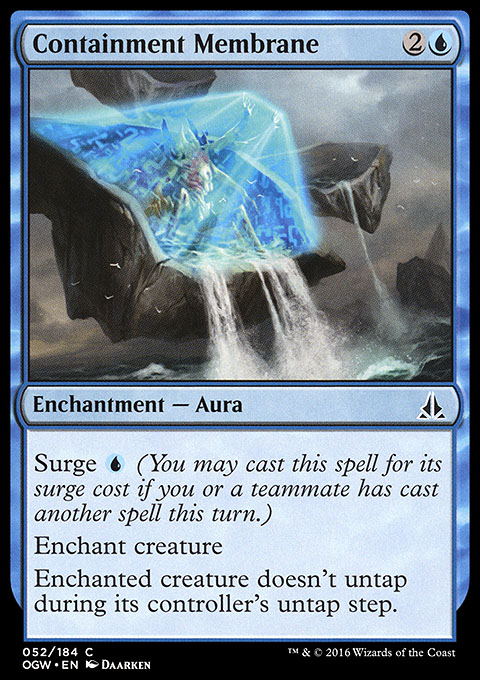 Containment Membrane 2
Enchantment — Aura
Surge (You may cast this spell for its
surge cost if you or a teammate has cast
another spell this turn.)
Enchant creature
Enchanted creature doesn't untap
during its controller's untap step.
052/184 C
OGW • EN Daarken
™ & © 2016 Wizards of the Coast